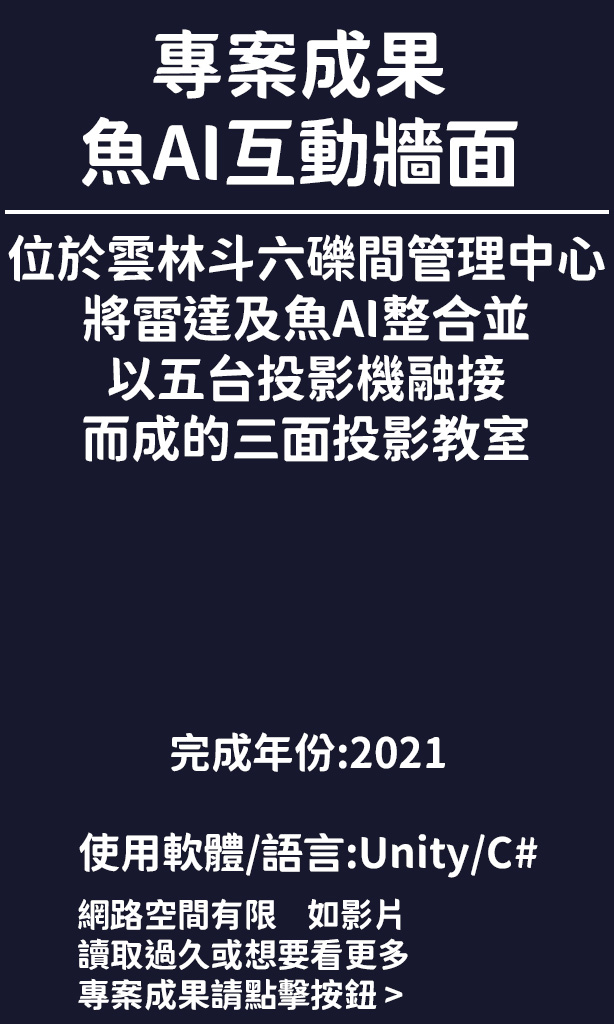 專案成果
魚AI互動牆面
位於雲林斗六礫間管理中心
將雷達及魚AI整合並
以五台投影機融接
而成的三面投影教室
完成年份:2021
使用軟體/語言:Unity/C#
網路空間有限　如影片
讀取過久或想要看更多
專案成果請點擊按鈕 >